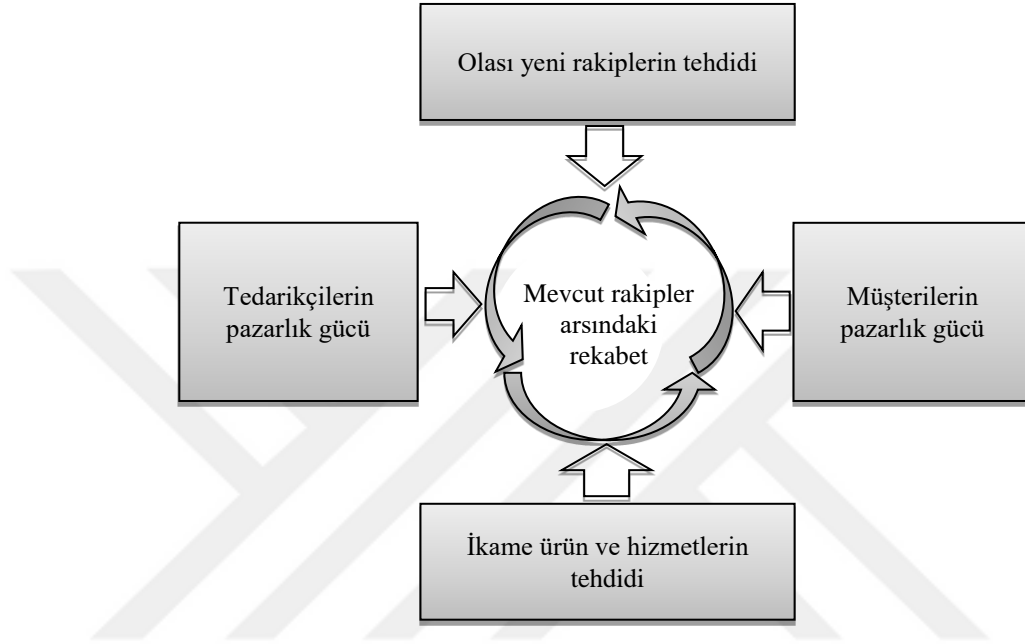 Olası yeni rakiplerin tehdidi
Tedarikçilerin
pazarlık gücü
Mevcut rakipler
arsındaki
rekabet
Müşterilerin
pazarlık gücü
İkame ürün ve hizmetlerin
tehdidi